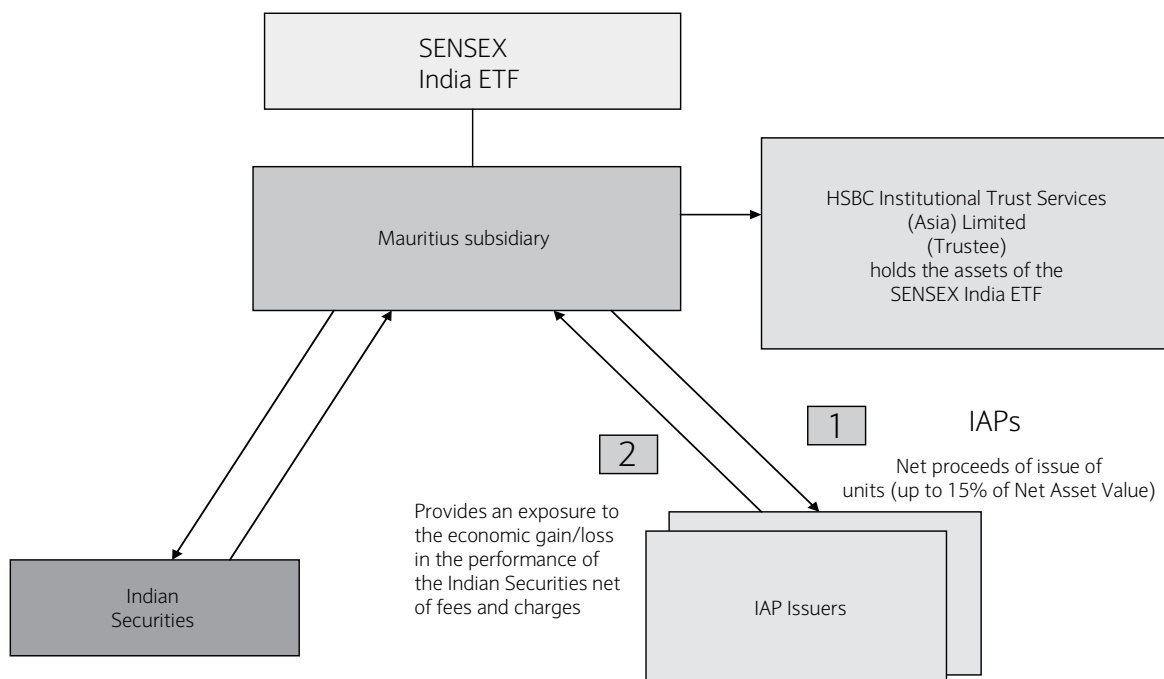 SENSEX
India ETF
Mauritius subsidiary
HSBC Institutional Trust Services
(Asia) Limited
(Trustee)
holds the assets of the
SENSEX India ETF
1
IAPs
Net proceeds of issue of
units (up to 15% of Net Asset Value)
2
Provides an exposure to
the economic gain/loss
in the performance of
the Indian Securities net
of fees and charges
Indian
Securities
IAP Issuers